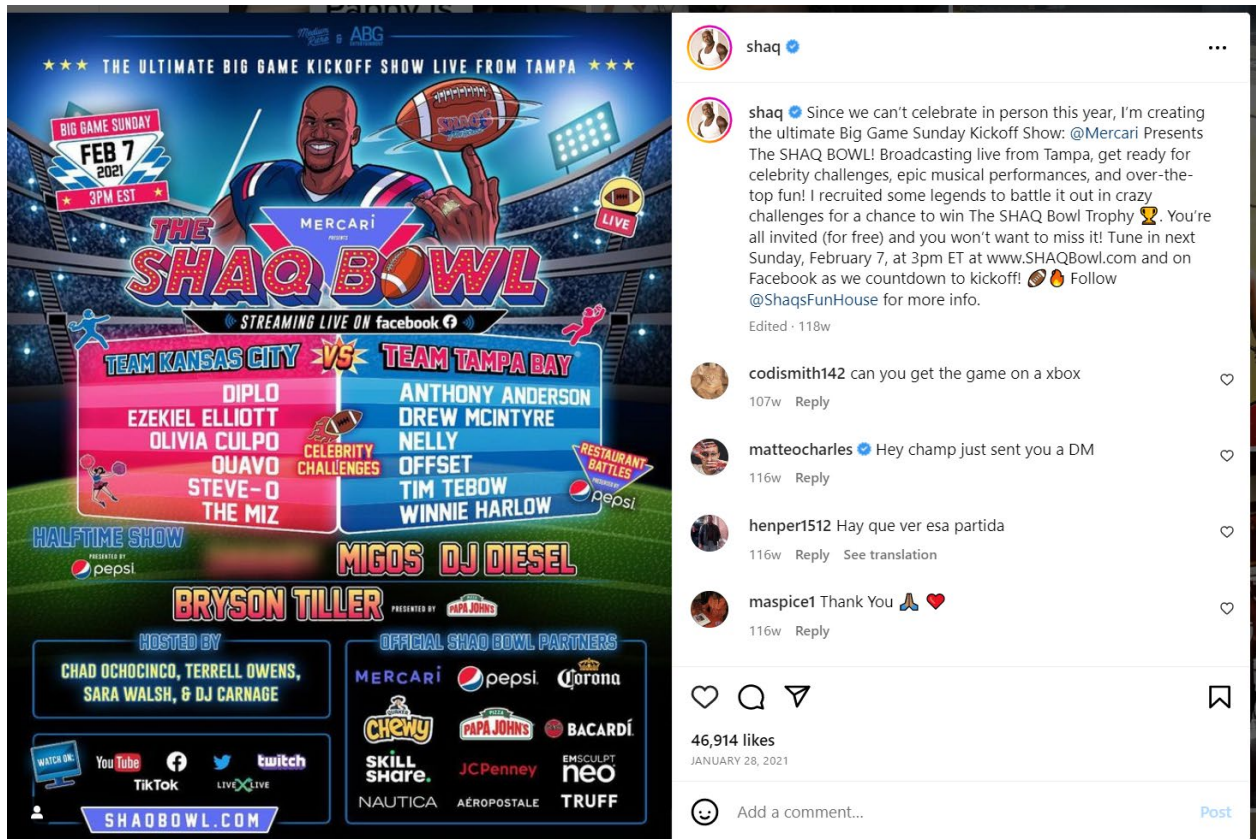 Medium Rare & ABG ENTERTAINMENT
★★★ THE ULTIMATE BIG GAME KICKOFF SHOW LIVE FROM TAMPA ★★★
BIG GAME SUNDAY
FEB 7
2021
3PM EST
LIVE
MERCARI
PRESENTS
THE
SHAQ BOWL
STREAMING LIVE ON facebook
TEAM KANSAS CITY VS TEAM TAMPA BAY
DIPLO
EZEKIEL ELLIOTT
OLIVIA CULPO
QUAVO
STEVE-O
THE MIZ
CELEBRITY
CHALLENGES
ANTHONY ANDERSON
DREW MCINTYRE
NELLY
OFFSET
TIM TEBOW
WINNIE HARLOW
RESTAURANT
BATTLES
PRESENTED BY
pepsi
HALFTIME SHOW
PRESENTED BY
pepsi
MIGOS DJ DIESEL
BRYSON TILLER PRESENTED BY PAPA JOHN'S
HOSTED BY
CHAD OCHOCINCO, TERRELL OWENS,
SARA WALSH, & DJ CARNAGE
OFFICIAL SHAQ BOWL PARTNERS
MERCARI pepsi. Corona
CHEWY PIZZA PAPA JOHN'S BACARDÍ
SKILL
SHARE. JCPenney EMSCULPT
neo
NAUTICA AÉROPOSTALE TRUFF
WATCH ON:
YouTube twitch
TikTok LIVEXLIVE
SHAQBOWL.COM
shaq
shaq Since we can't celebrate in person this year, I'm creating
the ultimate Big Game Sunday Kickoff Show: @Mercari Presents
The SHAQ BOWL! Broadcasting live from Tampa, get ready for
celebrity challenges, epic musical performances, and over-the-
top fun! I recruited some legends to battle it out in crazy
challenges for a chance to win The SHAQ Bowl Trophy 🏆. You're
all invited (for free) and you won't want to miss it! Tune in next
Sunday, February 7, at 3pm ET at www.SHAQBowl.com and on
Facebook as we countdown to kickoff! 🏈🔥 Follow
@ShaqsFunHouse for more info.
Edited · 118w
codismith142 can you get the game on a xbox
107w Reply
matteocharles Hey champ just sent you a DM
116w Reply
henper1512 Hay que ver esa partida
116w Reply See translation
maspice1 Thank You 🙏🏽 ❤️
116w Reply
46,914 likes
JANUARY 28, 2021
Add a comment...
Post